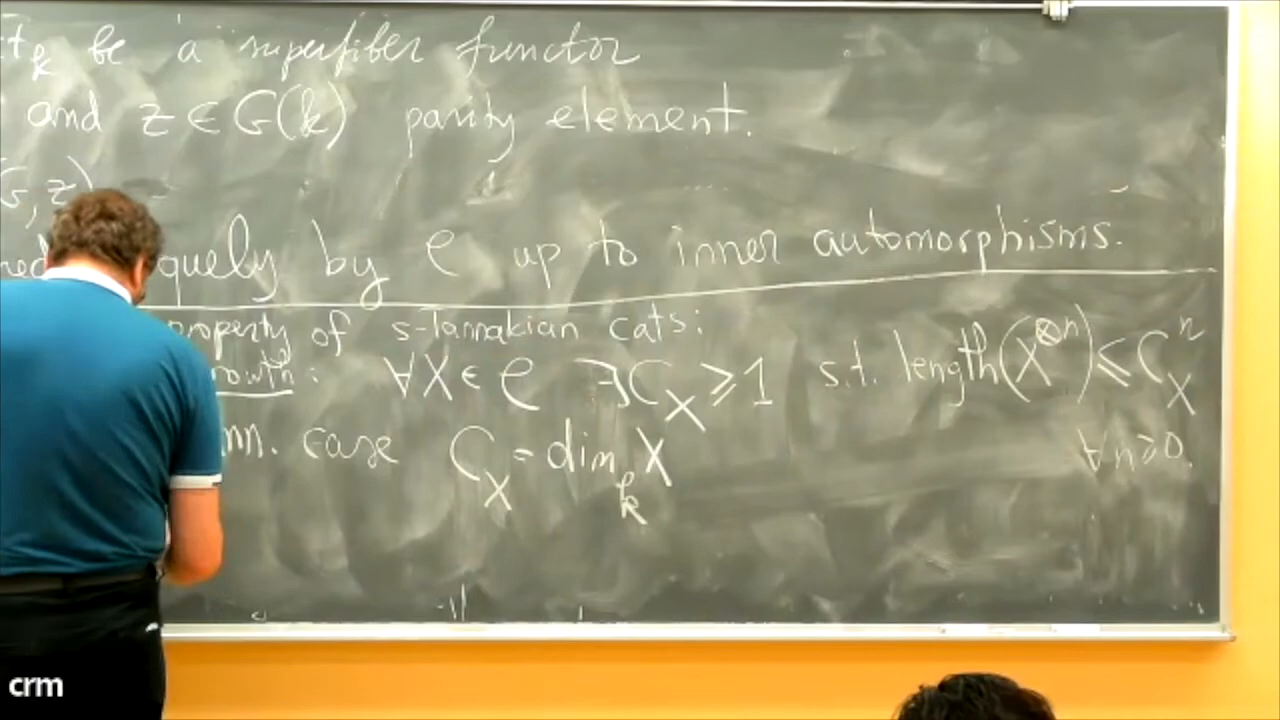 be a superfiber functor
and z ∈ G(k) parity element.
G, z)
quely by C up to inner automorphisms.
property of s-Tannakian cats:
rowth: ∀X ∈ C ∃C_X ⩾ 1 s.t. length(X^{⊗n}) ⩽ C_X^n
nn. case C_X = dim_k X ∀n⩾0.
crm